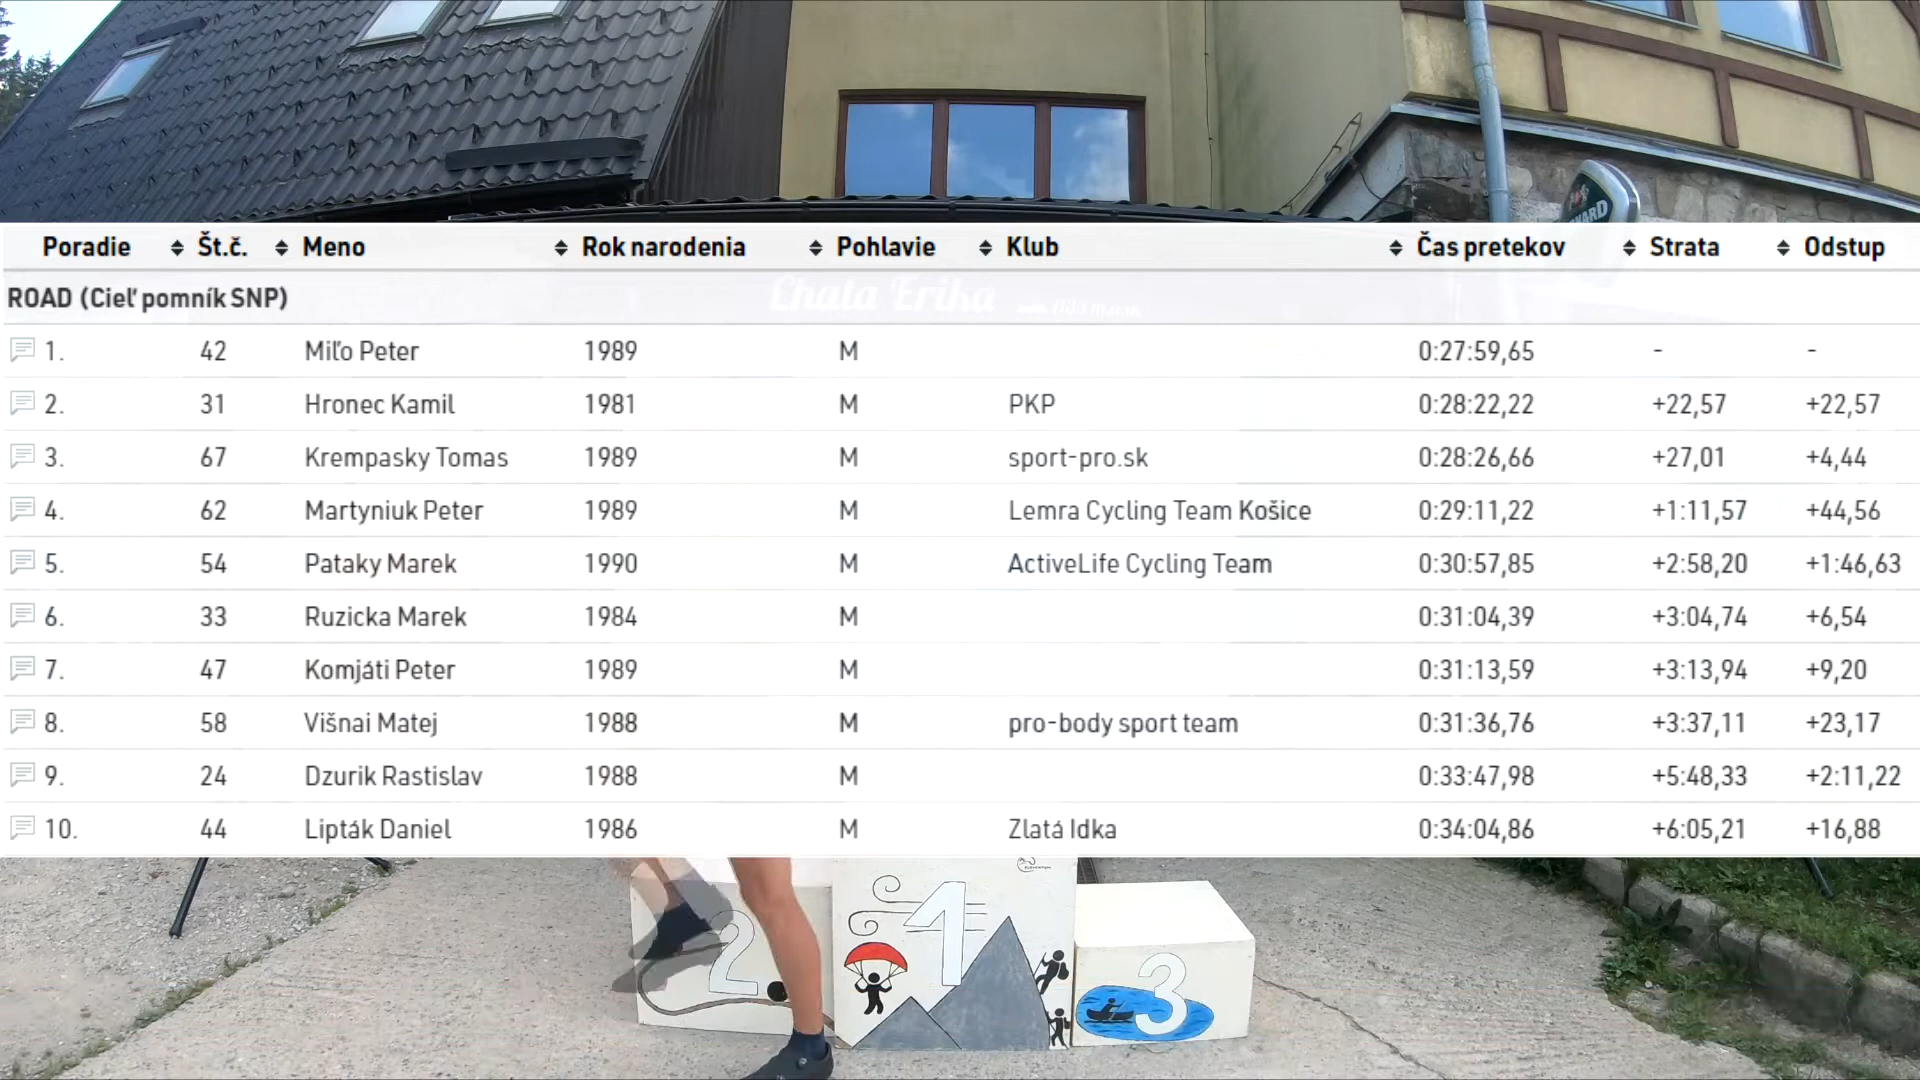 Poradie Št.č. Meno Rok narodenia Pohlavie Klub Čas pretekov Strata Odstup
ROAD (Cieľ pomník SNP)
Chata Erika
1. 42 Miľo Peter 1989 M 0:27:59,65 - -
2. 31 Hronec Kamil 1981 M PKP 0:28:22,22 +22,57 +22,57
3. 67 Krempasky Tomas 1989 M sport-pro.sk 0:28:26,66 +27,01 +4,44
4. 62 Martyniuk Peter 1989 M Lemra Cycling Team Košice 0:29:11,22 +1:11,57 +44,56
5. 54 Pataky Marek 1990 M ActiveLife Cycling Team 0:30:57,85 +2:58,20 +1:46,63
6. 33 Ruzicka Marek 1984 M 0:31:04,39 +3:04,74 +6,54
7. 47 Komjáti Peter 1989 M 0:31:13,59 +3:13,94 +9,20
8. 58 Višnai Matej 1988 M pro-body sport team 0:31:36,76 +3:37,11 +23,17
9. 24 Dzurik Rastislav 1988 M 0:33:47,98 +5:48,33 +2:11,22
10. 44 Lipták Daniel 1986 M Zlatá Idka 0:34:04,86 +6:05,21 +16,88
2.
1
3